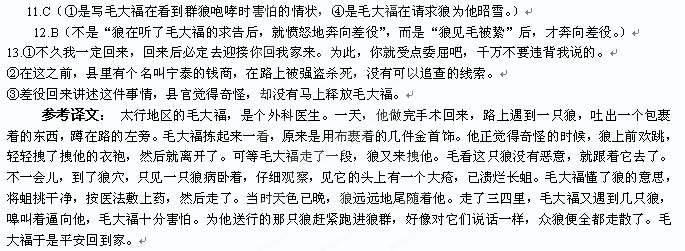 11.C（①是写毛大福在看到群狼咆哮时害怕的情状，④是毛大福在请求狼为他昭雪。）
12.B（不是“狼在听了毛大福的求告后，就愤怒地奔向差役”，而是“狼见毛被絷”后，才奔向差役。）
13.①不久我一定回来，回来后必定去迎接你回我家来。为此，你就受点委屈吧，千万不要违背我说的。
②在这之前，县里有个名叫宁泰的钱商，在路上被强盗杀死，没有可以追查的线索。
③差役回来讲述这件事情，县官觉得奇怪，却没有马上释放毛大福。
参考译文： 太行地区的毛大福，是个外科医生。一天，他做完手术回来，路上遇到一只狼，吐出一个包裹
着的东西，蹲在路的左旁。毛大福拣起来一看，原来是用布裹着的几件金首饰。他正觉得奇怪的时候，狼上前欢跳，
轻轻拽了拽他的衣袍，然后就离开了。可等毛大福走了一段，狼又来拽他。毛看这只狼没有恶意，就跟着它去了。
不一会儿，到了狼穴，只见一只狼病卧着，仔细观察，见它的头上有一个大疮，已溃烂长蛆。毛大福懂了狼的意思，
将蛆挑干净，按医法敷上药，然后走了。当时天色已晚，狼远远地尾随着他。走了三四里，毛大福又遇到几只狼，
嗥叫着逼向他，毛大福十分害怕。为他送行的那只狼赶紧跑进狼群，好像对它们说话一样，众狼便全都走散了。毛
大福于是平安回到家。